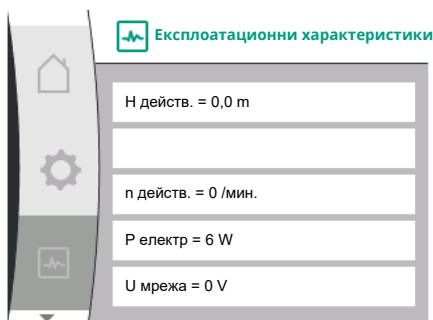 Експлоатационни характеристики
H действ. = 0,0 m
n действ. = 0 /мин.
P електр = 6 W
U мрежа = 0 V